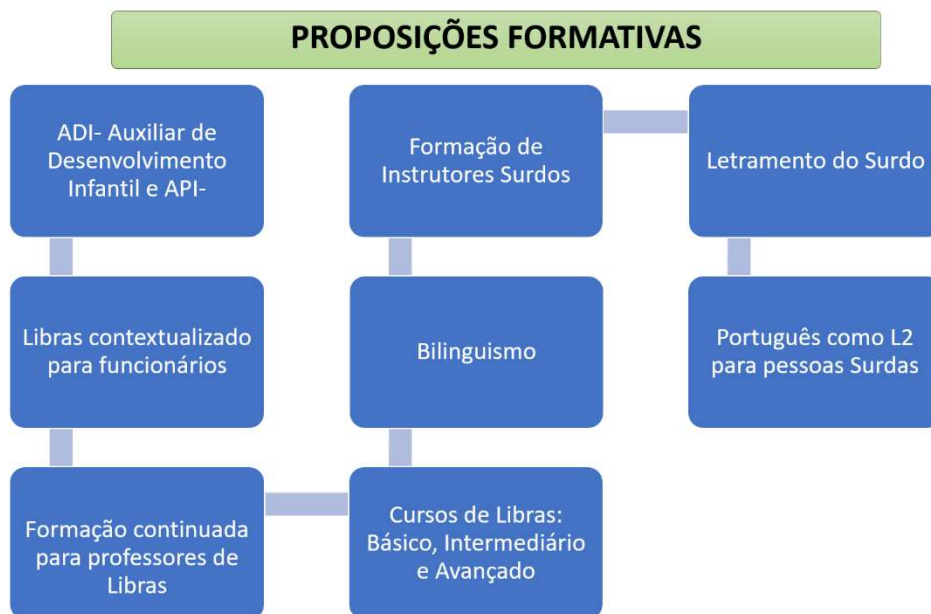 PROPOSIÇÕES FORMATIVAS
ADI- Auxiliar de
Desenvolvimento
Infantil e API-
Libras contextualizado
para funcionários
Formação continuada
para professores de
Libras
Cursos de Libras:
Básico, Intermediário
e Avançado
Bilinguismo
Formação de
Instrutores Surdos
Letramento do Surdo
Português como L2
para pessoas Surdas